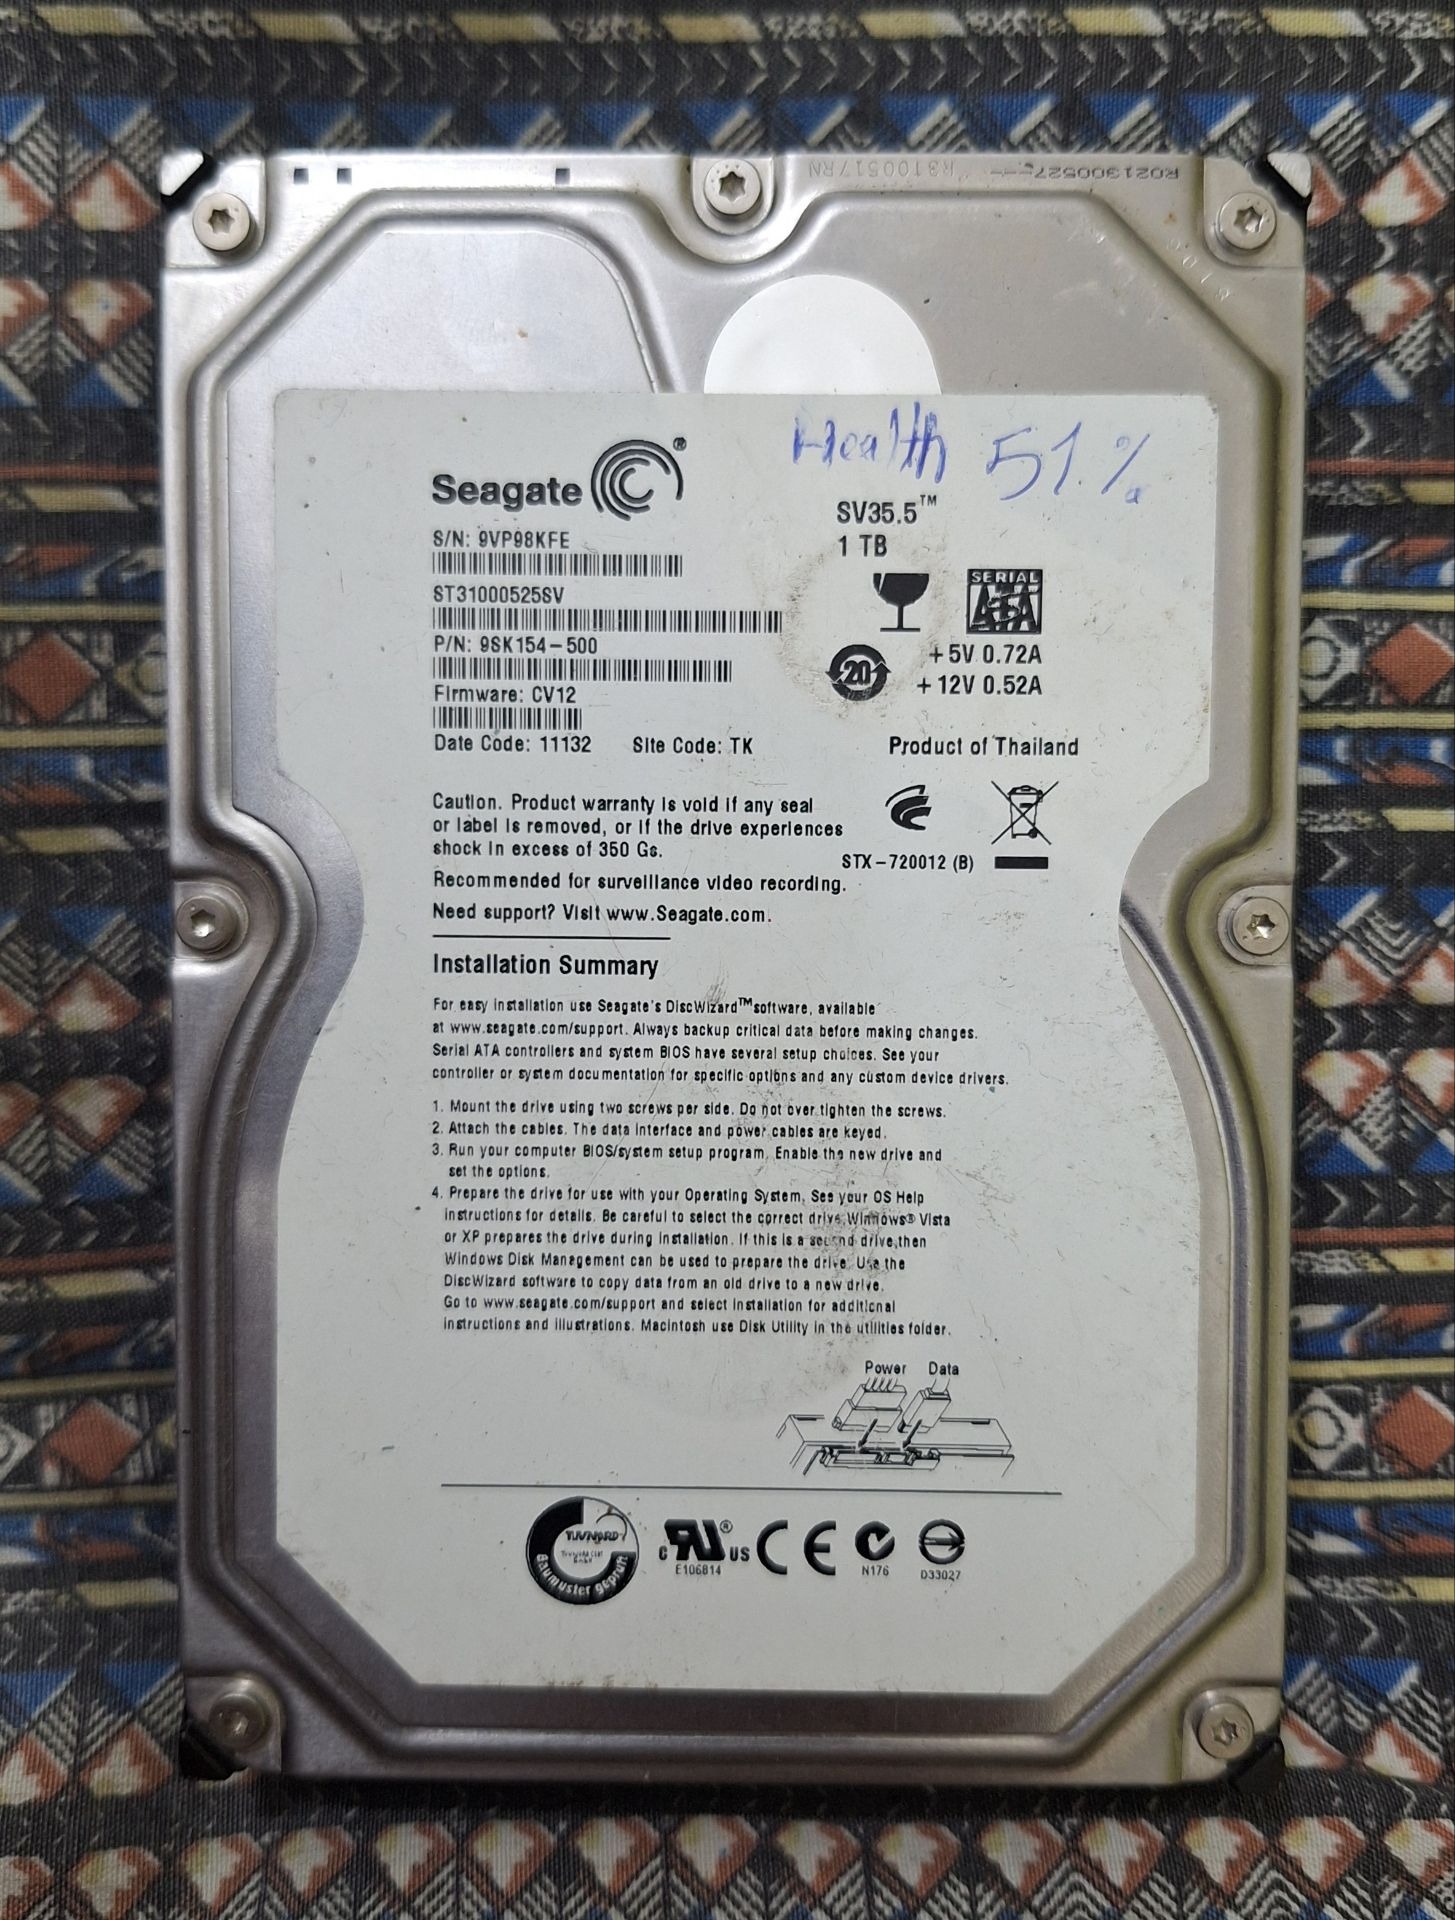 R021300527
R3100517RN
Health 51%
Seagate®
SV35.5™
1 TB
S/N: 9VP98KFE
ST31000525SV
SERIAL
ATA
P/N: 9SK154-500
20
+5V 0.72A
+12V 0.52A
Firmware: CV12
Date Code: 11132 Site Code: TK
Product of Thailand
Caution. Product warranty is void if any seal
or label is removed, or if the drive experiences
shock in excess of 350 Gs.
STX-720012 (B)
Recommended for surveillance video recording.
Need support? Visit www.Seagate.com.
Installation Summary
For easy installation use Seagate's DiscWizard™ software, available
at www.seagate.com/support. Always backup critical data before making changes.
Serial ATA controllers and system BIOS have several setup choices. See your
controller or system documentation for specific options and any custom device drivers.
1. Mount the drive using two screws per side. Do not over tighten the screws.
2. Attach the cables. The data interface and power cables are keyed.
3. Run your computer BIOS/system setup program. Enable the new drive and
set the options.
4. Prepare the drive for use with your Operating System. See your OS Help
instructions for details. Be careful to select the correct drive. Windows® Vista
or XP prepares the drive during installation. If this is a second drive, then
Windows Disk Management can be used to prepare the drive. Use the
DiscWizard software to copy data from an old drive to a new drive.
Go to www.seagate.com/support and select installation for additional
instructions and illustrations. Macintosh use Disk Utility in the utilities folder.
Power Data
TUVNORD
Baumuster geprüft
c RU® US
E106814
CE
N176
D33027